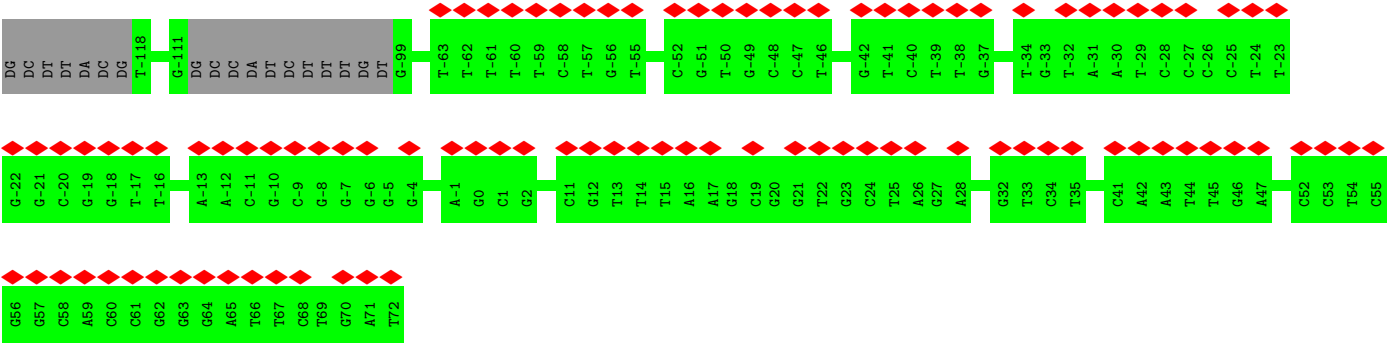 DG DC DT DT DA DC DG T-118 G-111 DG DC DC DA DT DC DT DT DT DG DT G-99 T-63 T-62 T-61 T-60 T-59 C-58 T-57 G-56 T-55 C-52 G-51 T-50 G-49 C-48 C-47 T-46 G-42 T-41 C-40 T-39 T-38 G-37 T-34 G-33 T-32 A-31 A-30 T-29 C-28 C-27 C-26 C-25 T-24 T-23
G-22 G-21 C-20 G-19 G-18 T-17 T-16 A-13 A-12 C-11 G-10 C-9 G-8 G-7 G-6 G-5 G-4 A-1 G0 C1 G2 C11 G12 T13 T14 T15 A16 A17 G18 C19 G20 G21 T22 G23 C24 T25 A26 G27 A28 G32 T33 C34 T35 C41 A42 A43 T44 T45 G46 A47 C52 C53 T54 C55
G56 G57 C58 A59 C60 C61 G62 G63 G64 A65 T66 T67 C68 T69 G70 A71 T72